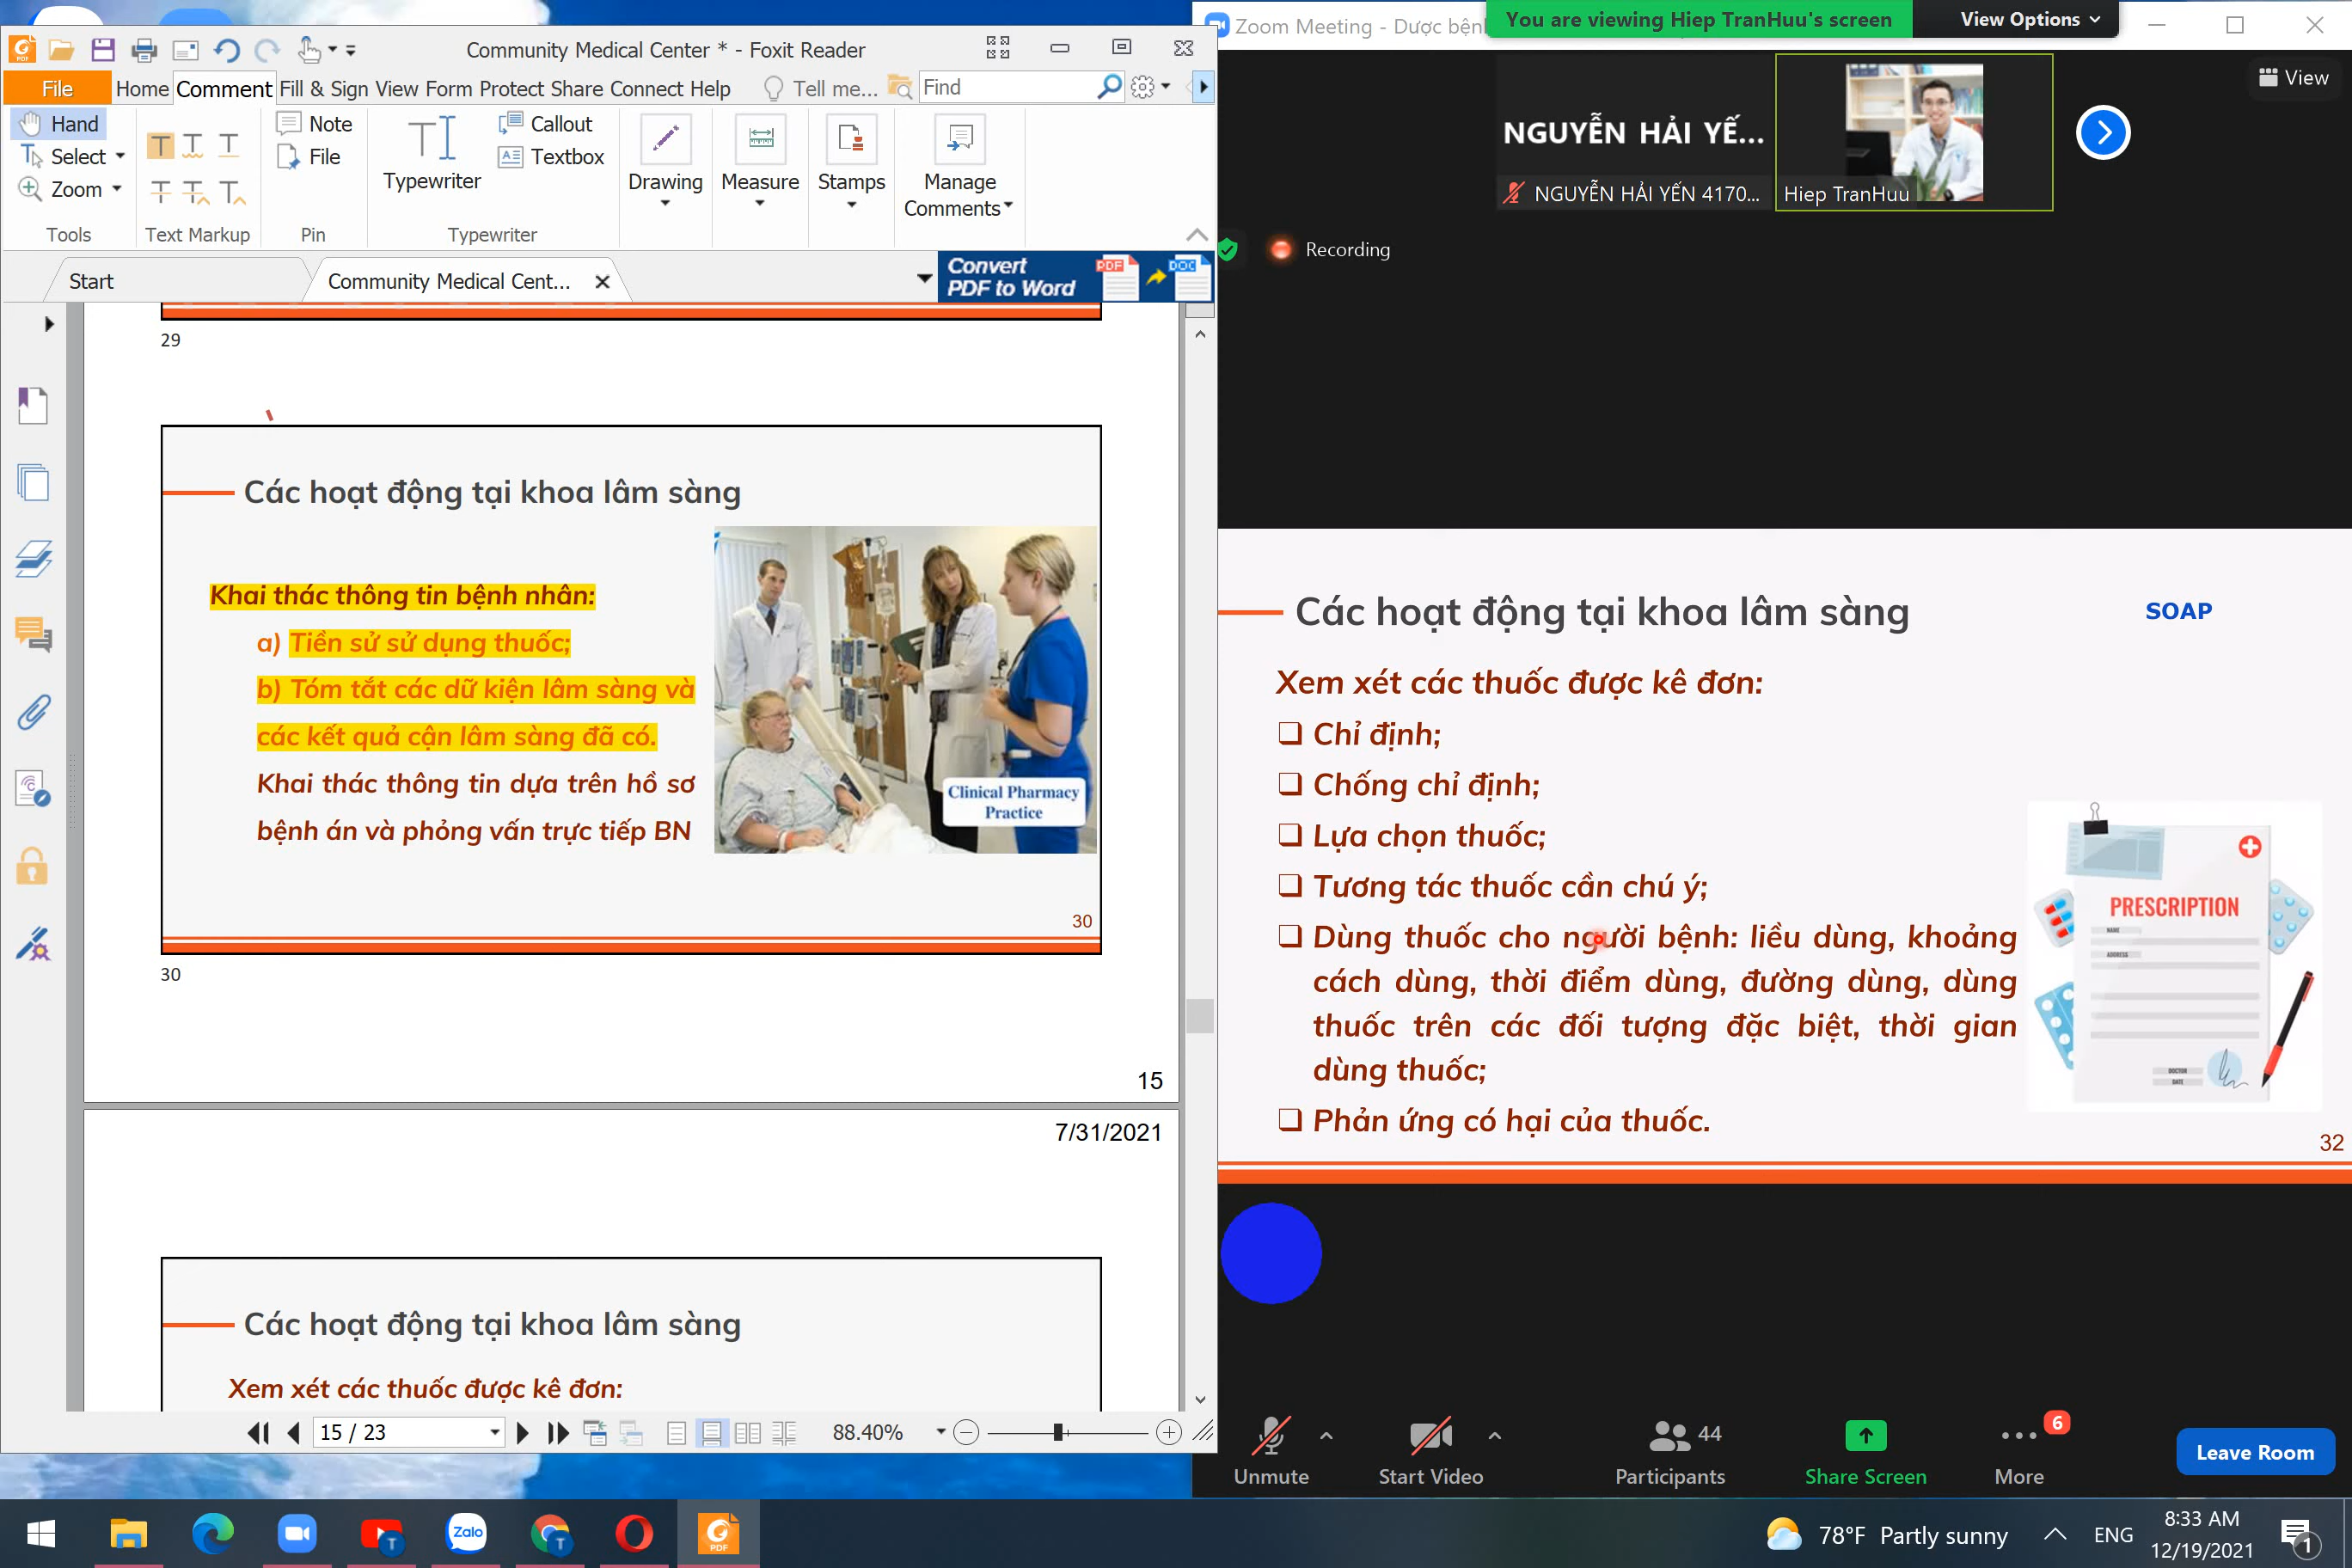 Community Medical Center * - Foxit Reader
File Home Comment Fill & Sign View Form Protect Share Connect Help Tell me... Find
Hand
Select
Zoom
Tools
Text Markup
Note
File
Pin
Typewriter
Callout
Textbox
Typewriter
Drawing
Measure
Stamps
Manage Comments
Start
Community Medical Cent...
Convert
PDF to Word
PDF
DOC
29
Các hoạt động tại khoa lâm sàng
Khai thác thông tin bệnh nhân:
a) Tiền sử sử dụng thuốc;
b) Tóm tắt các dữ kiện lâm sàng và
các kết quả cận lâm sàng đã có.
Khai thác thông tin dựa trên hồ sơ
bệnh án và phỏng vấn trực tiếp BN
Clinical Pharmacy
Practice
30
30
15
7/31/2021
Các hoạt động tại khoa lâm sàng
Xem xét các thuốc được kê đơn:
15 / 23
88.40%
Zoom Meeting - Dược bện
You are viewing Hiep TranHuu's screen
View Options
View
NGUYỄN HẢI YẾ...
NGUYỄN HẢI YẾN 4170...
Hiep TranHuu
Recording
Các hoạt động tại khoa lâm sàng
SOAP
Xem xét các thuốc được kê đơn:
❑ Chỉ định;
❑ Chống chỉ định;
❑ Lựa chọn thuốc;
❑ Tương tác thuốc cần chú ý;
❑ Dùng thuốc cho người bệnh: liều dùng, khoảng
cách dùng, thời điểm dùng, đường dùng, dùng
thuốc trên các đối tượng đặc biệt, thời gian
dùng thuốc;
❑ Phản ứng có hại của thuốc.
PRESCRIPTION
NAME
ADDRESS
DOCTOR
DATE
32
Unmute
Start Video
44
Participants
Share Screen
6
More
Leave Room
Zalo
T
T
PDF
78°F Partly sunny
ENG
8:33 AM
12/19/2021
1